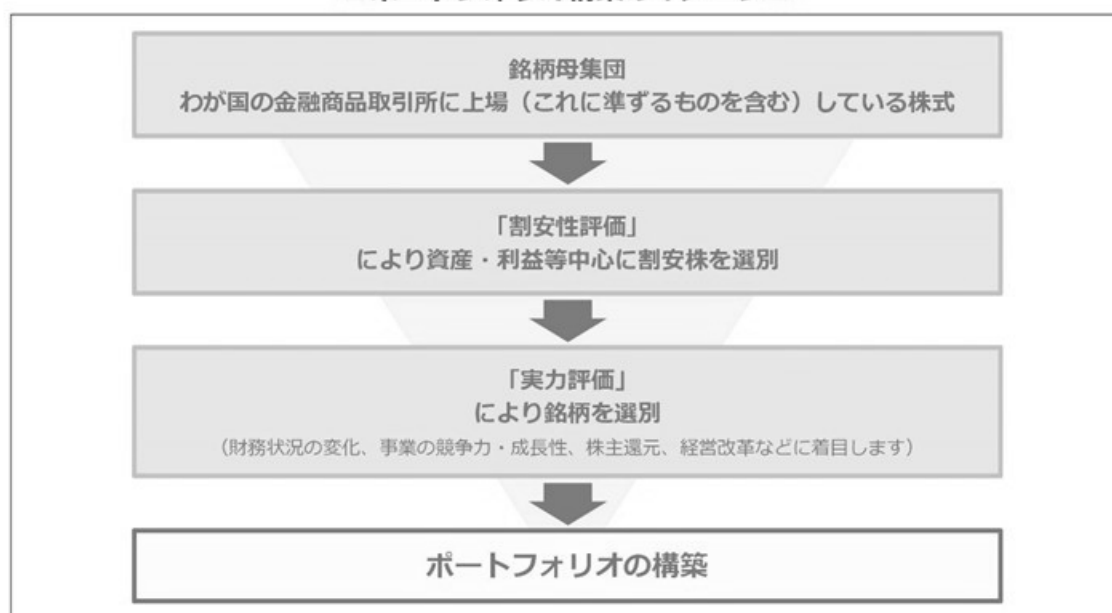 銘柄母集団
わが国の金融商品取引所に上場（これに準ずるものを含む）している株式
「割安性評価」
により資産・利益等中心に割安株を選別
「実力評価」
により銘柄を選別
（財務状況の変化、事業の競争力・成長性、株主還元、経営改革などに着目します）
ポートフォリオの構築